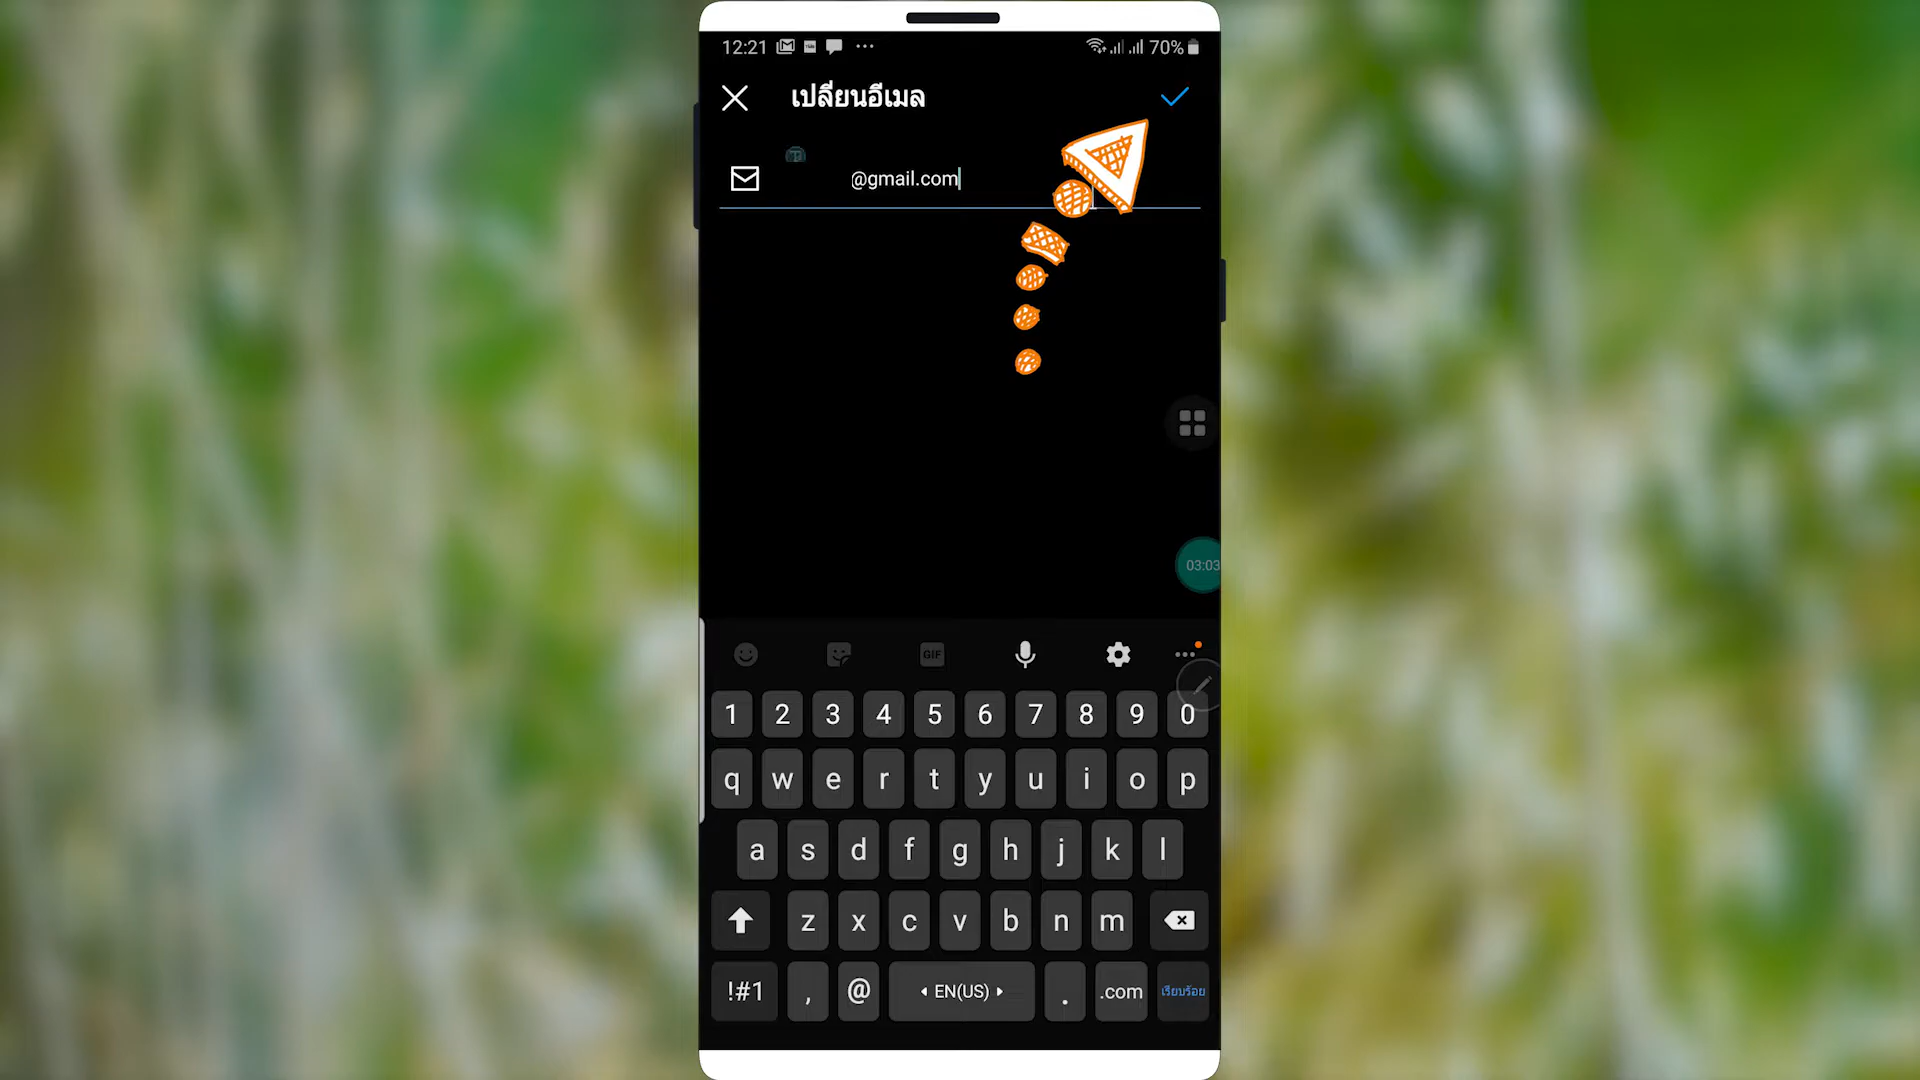 12:21
70%
เปลี่ยนอีเมล
@gmail.com
03:03
GIF
1 2 3 4 5 6 7 8 9 0
q w e r t y u i o p
a s d f g h j k l
z x c v b n m
!#1 , @ EN(US) . .com เรียบร้อย